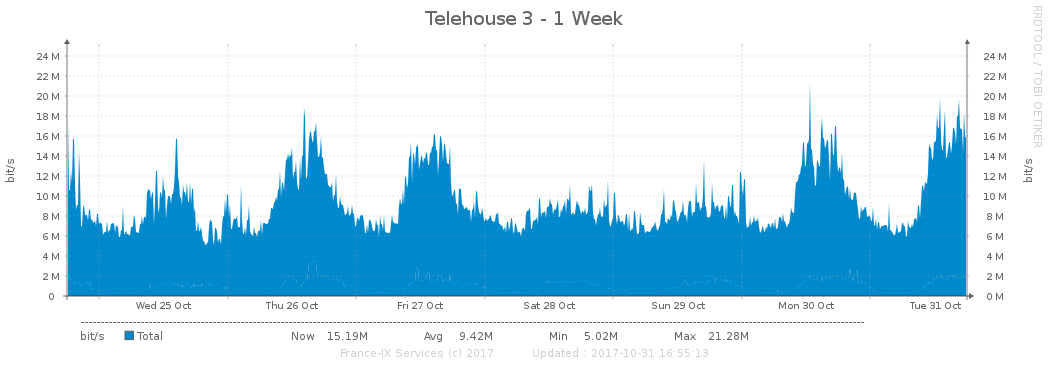 Telehouse 3 - 1 Week
RRDTOOL / TOBI OETIKER
bit/s
bit/s
24 M 24 M
22 M 22 M
20 M 20 M
18 M 18 M
16 M 16 M
14 M 14 M
12 M 12 M
10 M 10 M
8 M 8 M
6 M 6 M
4 M 4 M
2 M 2 M
0 0 M
Wed 25 Oct Thu 26 Oct Fri 27 Oct Sat 28 Oct Sun 29 Oct Mon 30 Oct Tue 31 Oct
bit/s Total Now 15.19M Avg 9.42M Min 5.02M Max 21.28M
France-IX Services (c) 2017 Updated : 2017-10-31 16:55:13